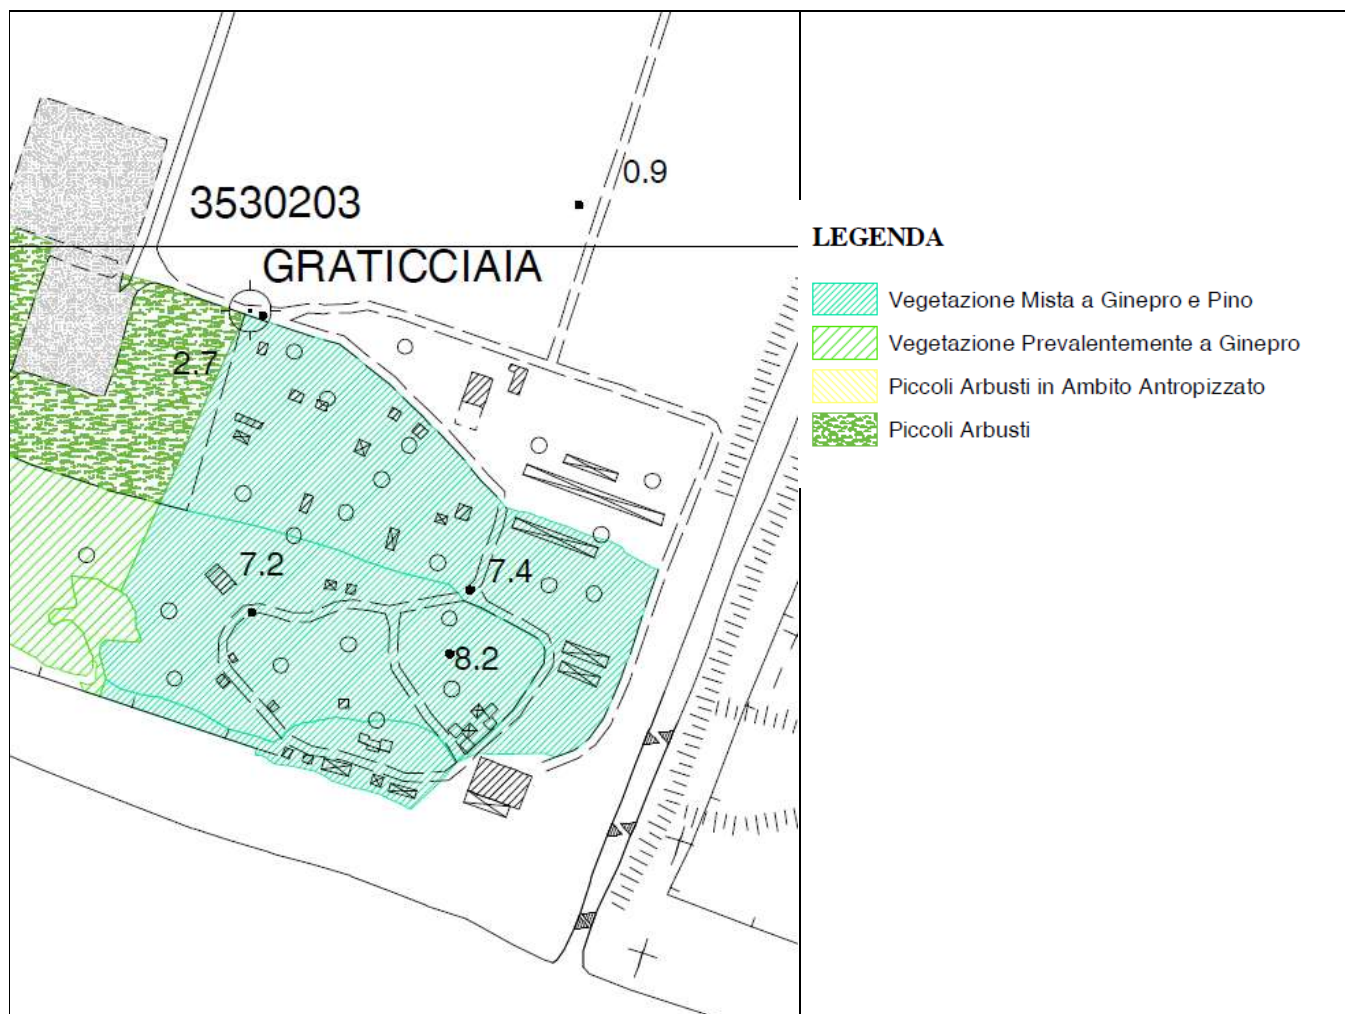 0.9
3530203
GRATICCIAIA
2.7
7.2
7.4
8.2
LEGENDA
Vegetazione Mista a Ginepro e Pino
Vegetazione Prevalentemente a Ginepro
Piccoli Arbusti in Ambito Antropizzato
Piccoli Arbusti